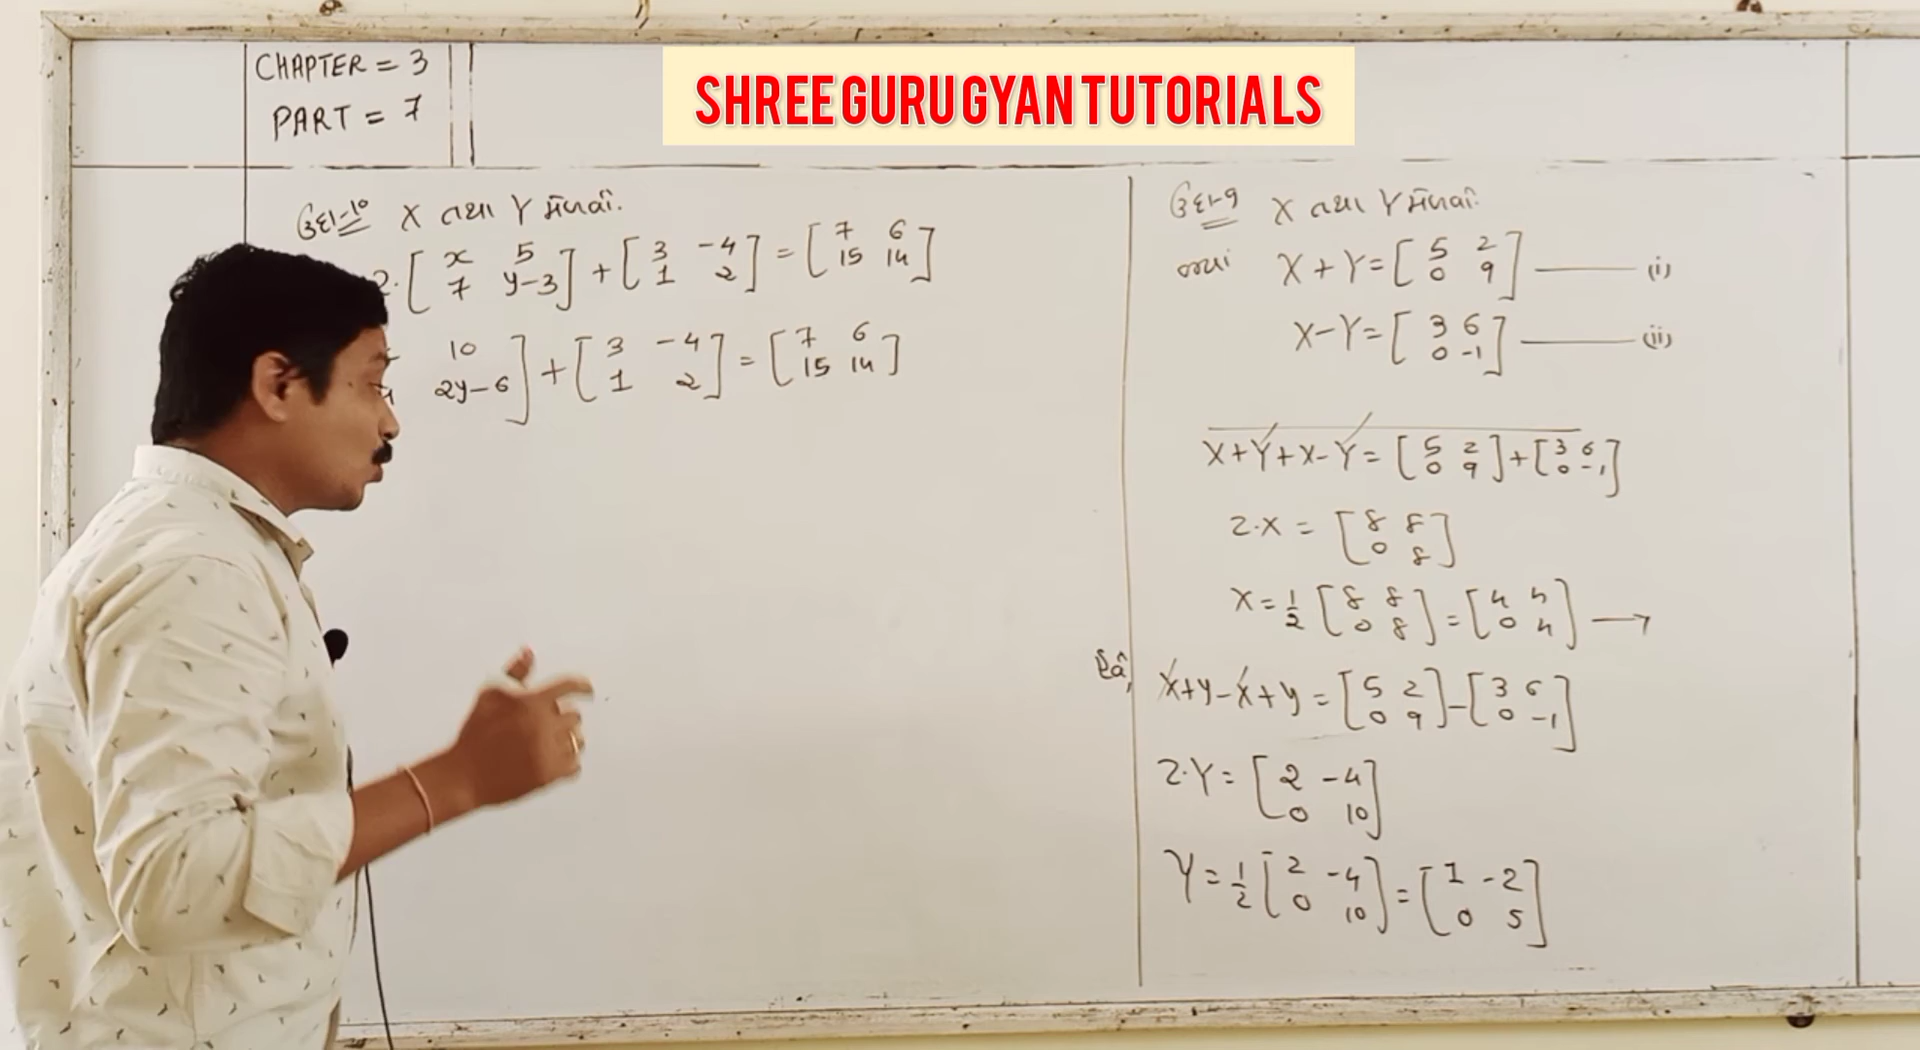 CHAPTER = 3
PART = 7
SHREE GURU GYAN TUTORIALS
ઉદા-10 X તથા Y મેળવો.
2. [ x 5 ; 7 y-3 ] + [ 3 -4 ; 1 2 ] = [ 7 6 ; 15 14 ]
10 ; 2y-6 ] + [ 3 -4 ; 1 2 ] = [ 7 6 ; 15 14 ]
ઉદા-9 X તથા Y મેળવો.
જ્યાં X + Y = [ 5 2 ; 0 9 ] (i)
X - Y = [ 3 6 ; 0 -1 ] (ii)
X + Y + X - Y = [ 5 2 ; 0 9 ] + [ 3 6 ; 0 -1 ]
2·X = [ 8 8 ; 0 8 ]
X = 1/2 [ 8 8 ; 0 8 ] = [ 4 4 ; 0 4 ] →
હવે, X + y - X + y = [ 5 2 ; 0 9 ] - [ 3 6 ; 0 -1 ]
2·Y = [ 2 -4 ; 0 10 ]
Y = 1/2 [ 2 -4 ; 0 10 ] = [ 1 -2 ; 0 5 ]